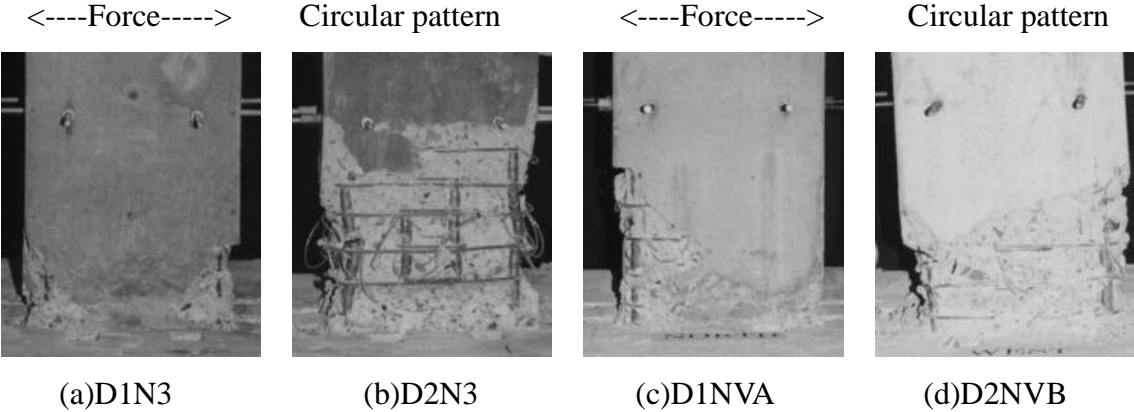 <----Force-----> Circular pattern <----Force-----> Circular pattern
(a)D1N3 (b)D2N3 (c)D1NVA (d)D2NVB